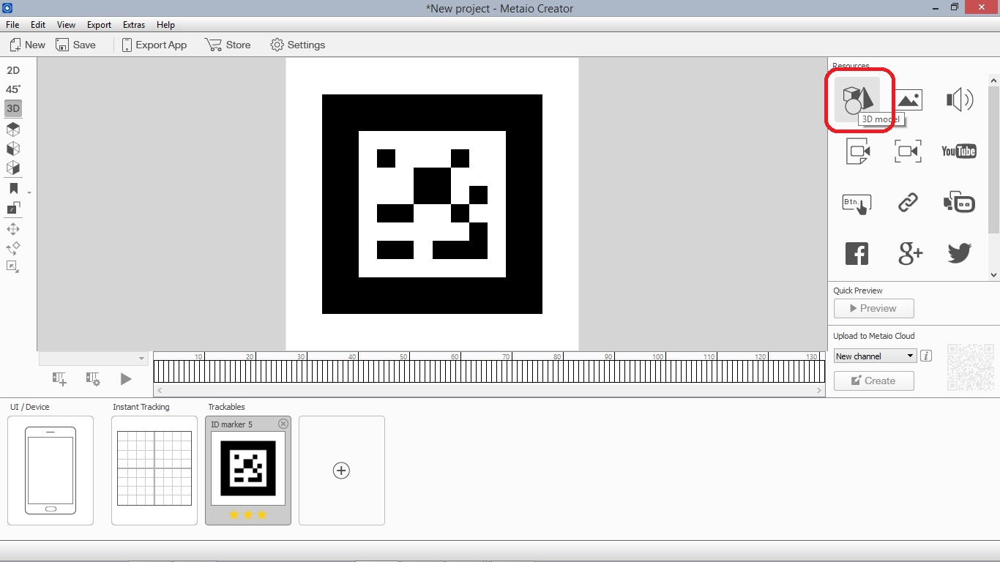 *New project - Metaio Creator
File Edit View Export Extras Help
New Save Export App Store Settings
2D
45°
3D
Resources
3D model
YouTube
Btn.
g+
Quick Preview
Preview
Upload to Metaio Cloud
New channel i
Create
10 20 30 40 50 60 70 80 90 100 110 120 130
UI / Device Instant Tracking Trackables
ID marker 5